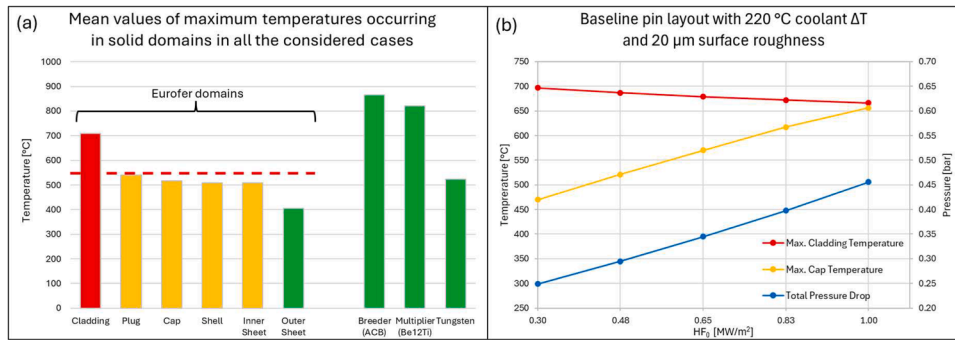 (a)
Mean values of maximum temperatures occurring
in solid domains in all the considered cases
Temperature [°C]
1000
900
800
700
600
500
400
300
200
100
0
Eurofer domains
Cladding
Plug
Cap
Shell
Inner
Sheet
Outer
Sheet
Breeder
(ACB)
Multiplier
(Be12Ti)
Tungsten
(b)
Baseline pin layout with 220 °C coolant ΔT
and 20 µm surface roughness
Temprerature [°C]
750
700
650
600
550
500
450
400
350
300
250
0.70
0.65
0.60
0.55
0.50
0.45
0.40
0.35
0.30
0.25
0.20
Pressure [bar]
Max. Cladding Temperature
Max. Cap Temperature
Total Pressure Drop
0.30
0.48
0.65
0.83
1.00
HF₀ [MW/m²]